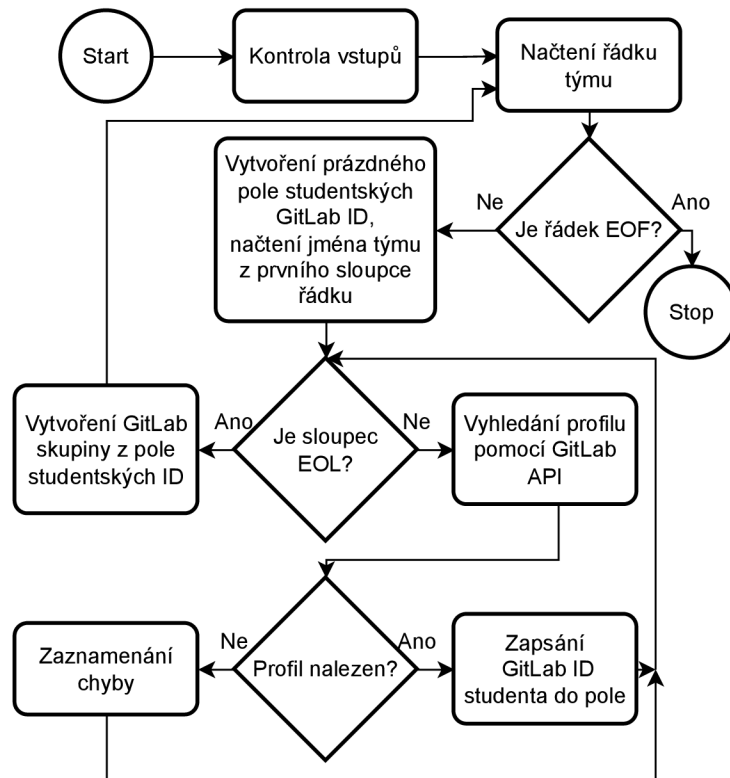 Start
Kontrola vstupů
Načtení řádku
týmu
Vytvoření prázdného
pole studentských
GitLab ID,
načtení jména týmu
z prvního sloupce
řádku
Ne
Je řádek EOF?
Ano
Stop
Vytvoření GitLab
skupiny z pole
studentských ID
Ano
Je sloupec
EOL?
Ne
Vyhledání profilu
pomocí GitLab
API
Zaznamenání
chyby
Ne
Profil nalezen?
Ano
Zapsání
GitLab ID
studenta do pole